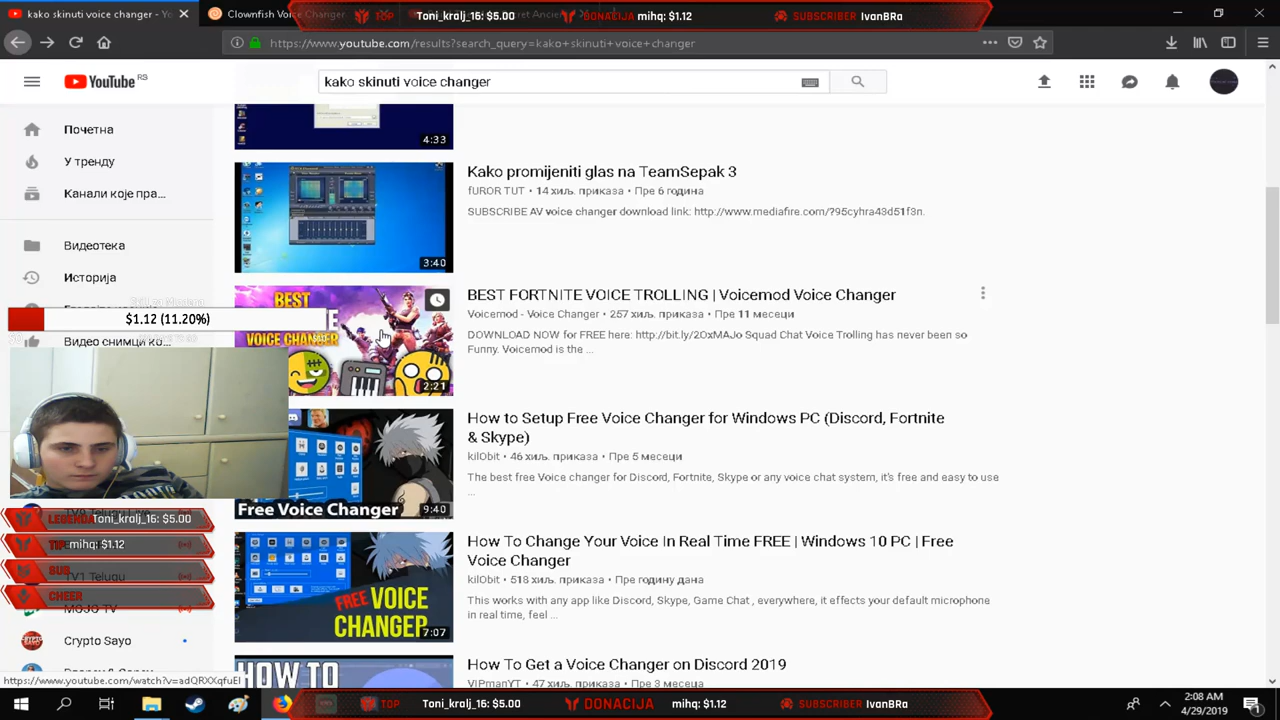 kako skinuti voice changer - Yo
Clownfish Voice Changer
TOP Toni_kralj_16: $5.00 DONACIJA mihq: $1.12 SUBSCRIBER IvanBRa
https://www.youtube.com/results?search_query=kako+skinuti+voice+changer
YouTube RS
kako skinuti voice changer
Почетна
У тренду
Канали које пра...
Видеотека
Историја
$1.12 (11.20%)
Видео снимци ко...
4:33
Kako promijeniti glas na TeamSepak 3
fUROR TUT • 14 хиљ. приказа • Пре 6 година
SUBSCRIBE AV voice changer download link: http://www.mediafire.com/?95cyhra43d51f3n.
3:40
BEST
VOICE CHANGER
2:21
BEST FORTNITE VOICE TROLLING | Voicemod Voice Changer
Voicemod - Voice Changer • 257 хиљ. приказа • Пре 11 месеци
DOWNLOAD NOW for FREE here: http://bit.ly/2OxMAJo Squad Chat Voice Trolling has never been so
Funny. Voicemod is the ...
How to Setup Free Voice Changer for Windows PC (Discord, Fortnite
& Skype)
kilObit • 46 хиљ. приказа • Пре 5 месеци
The best free Voice changer for Discord, Fortnite, Skype or any voice chat system, it's free and easy to use
...
Free Voice Changer
9:40
How To Change Your Voice In Real Time FREE | Windows 10 PC | Free
Voice Changer
kilObit • 518 хиљ. приказа • Пре годину дана
This works with any app like Discord, Skype, Game Chat , everywhere, it effects your default microphone
in real time, feel ...
FREE VOICE
CHANGER
7:07
HOW TO
How To Get a Voice Changer on Discord 2019
VIPmanYT • 47 хиљ. приказа • Пре 3 месеца
LEGENDA Toni_kralj_16: $5.00
TIP mihq: $1.12
SUB
TV1 Telugu
CHEER
MOJO TV
Crypto Sayo
https://www.youtube.com/watch?v=adQRXXqfuEI
TOP Toni_kralj_16: $5.00 DONACIJA mihq: $1.12 SUBSCRIBER IvanBRa
2:08 AM
4/29/2019
1